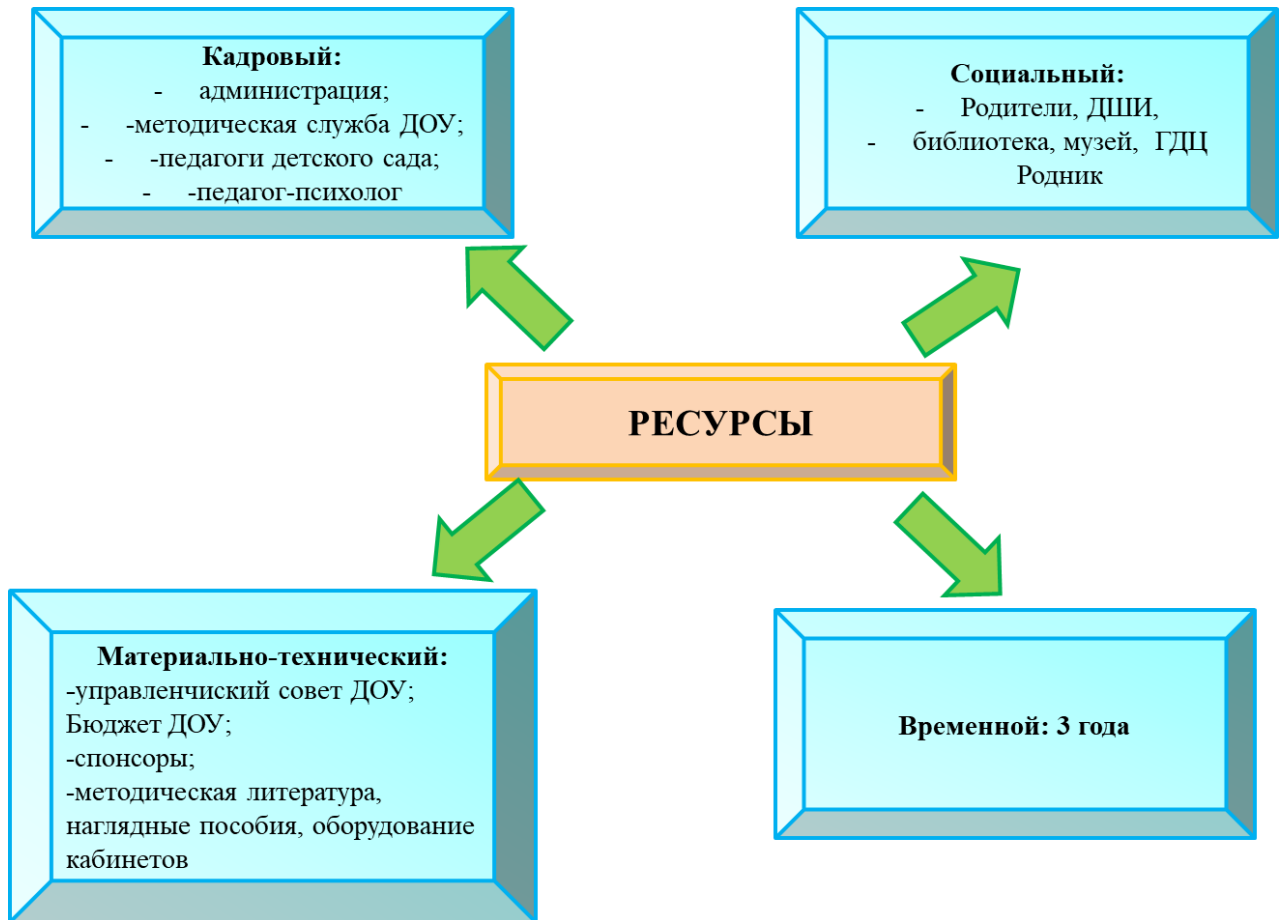 Кадровый:
- администрация;
- -методическая служба ДОУ;
- -педагоги детского сада;
- -педагог-психолог
Социальный:
- Родители, ДШИ,
- библиотека, музей, ГДЦ
Родник
РЕСУРСЫ
Материально-технический:
-управленчиский совет ДОУ;
Бюджет ДОУ;
-спонсоры;
-методическая литература,
наглядные пособия, оборудование
кабинетов
Временной: 3 года